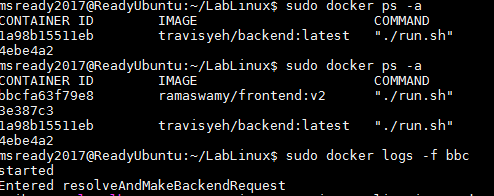 msready2017@ReadyUbuntu:~/LabLinux$ sudo docker ps -a
CONTAINER ID        IMAGE                       COMMAND
1a98b15511eb        travisyeh/backend:latest    "./run.sh"
4ebe4a2
msready2017@ReadyUbuntu:~/LabLinux$ sudo docker ps -a
CONTAINER ID        IMAGE                       COMMAND
bbcfa63f79e8        ramaswamy/frontend:v2       "./run.sh"
3e387c3
1a98b15511eb        travisyeh/backend:latest    "./run.sh"
4ebe4a2
msready2017@ReadyUbuntu:~/LabLinux$ sudo docker logs -f bbc
started
Entered resolveAndMakeBackendRequest